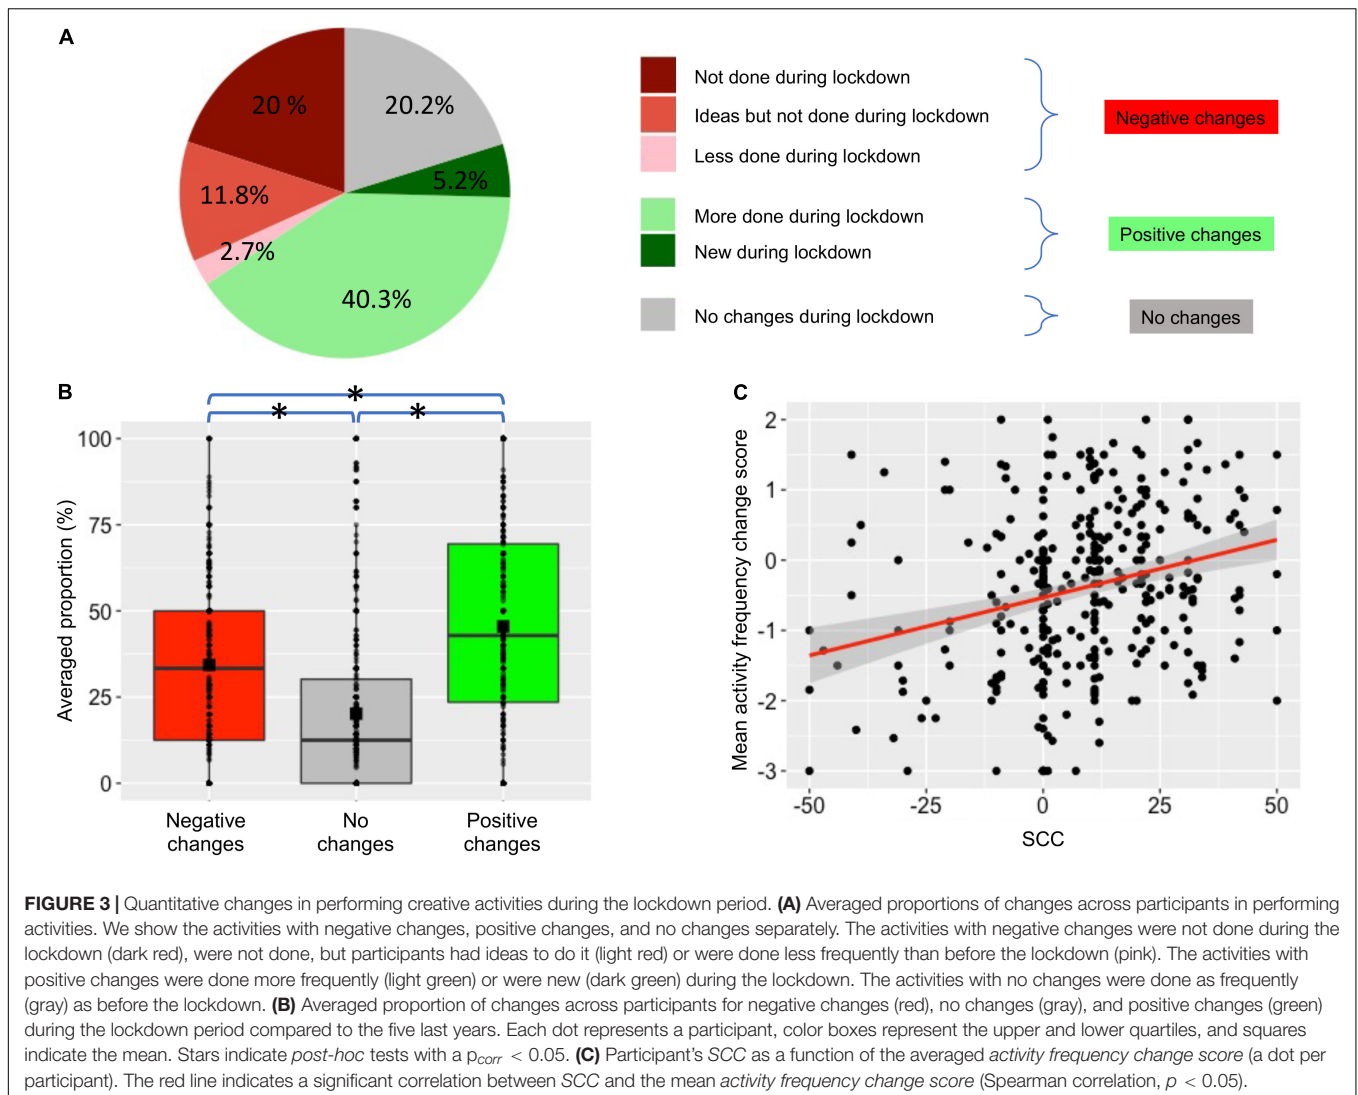 A
20 %
20.2%
5.2%
11.8%
2.7%
40.3%
Not done during lockdown
Ideas but not done during lockdown
Less done during lockdown
Negative changes
More done during lockdown
New during lockdown
Positive changes
No changes during lockdown
No changes
B
*
* *
Averaged proportion (%)
100
75
50
25
0
Negative
changes
No
changes
Positive
changes
C
Mean activity frequency change score
2
1
0
-1
-2
-3
-50 -25 0 25 50
SCC
FIGURE 3 | Quantitative changes in performing creative activities during the lockdown period. (A) Averaged proportions of changes across participants in performing
activities. We show the activities with negative changes, positive changes, and no changes separately. The activities with negative changes were not done during the
lockdown (dark red), were not done, but participants had ideas to do it (light red) or were done less frequently than before the lockdown (pink). The activities with
positive changes were done more frequently (light green) or were new (dark green) during the lockdown. The activities with no changes were done as frequently
(gray) as before the lockdown. (B) Averaged proportion of changes across participants for negative changes (red), no changes (gray), and positive changes (green)
during the lockdown period compared to the five last years. Each dot represents a participant, color boxes represent the upper and lower quartiles, and squares
indicate the mean. Stars indicate post-hoc tests with a pcorr < 0.05. (C) Participant's SCC as a function of the averaged activity frequency change score (a dot per
participant). The red line indicates a significant correlation between SCC and the mean activity frequency change score (Spearman correlation, p < 0.05).